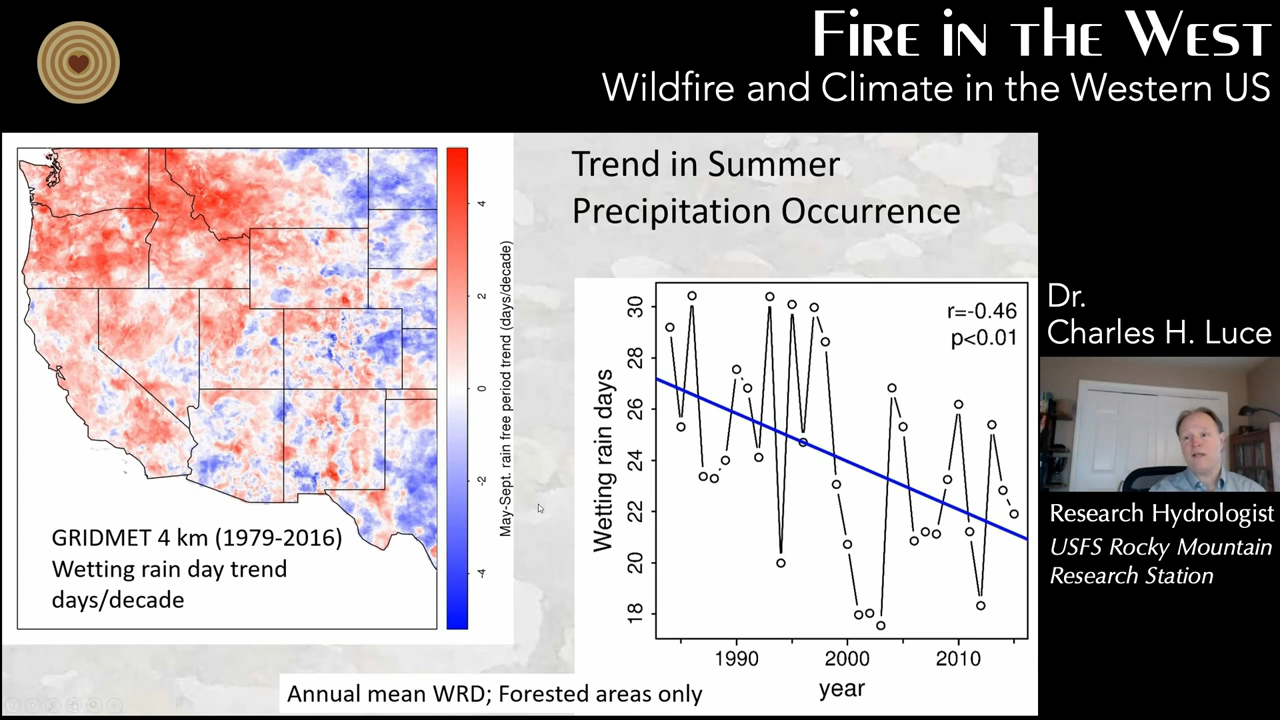 FIRE IN THE WEST
Wildfire and Climate in the Western US
Trend in Summer
Precipitation Occurrence
4
2
0
-2
-4
May-Sept. rain free period trend (days/decade)
GRIDMET 4 km (1979-2016)
Wetting rain day trend
days/decade
r=-0.46
p<0.01
30
28
26
24
22
20
18
Wetting rain days
1990
2000
2010
year
Annual mean WRD; Forested areas only
Dr.
Charles H. Luce
Research Hydrologist
USFS Rocky Mountain
Research Station